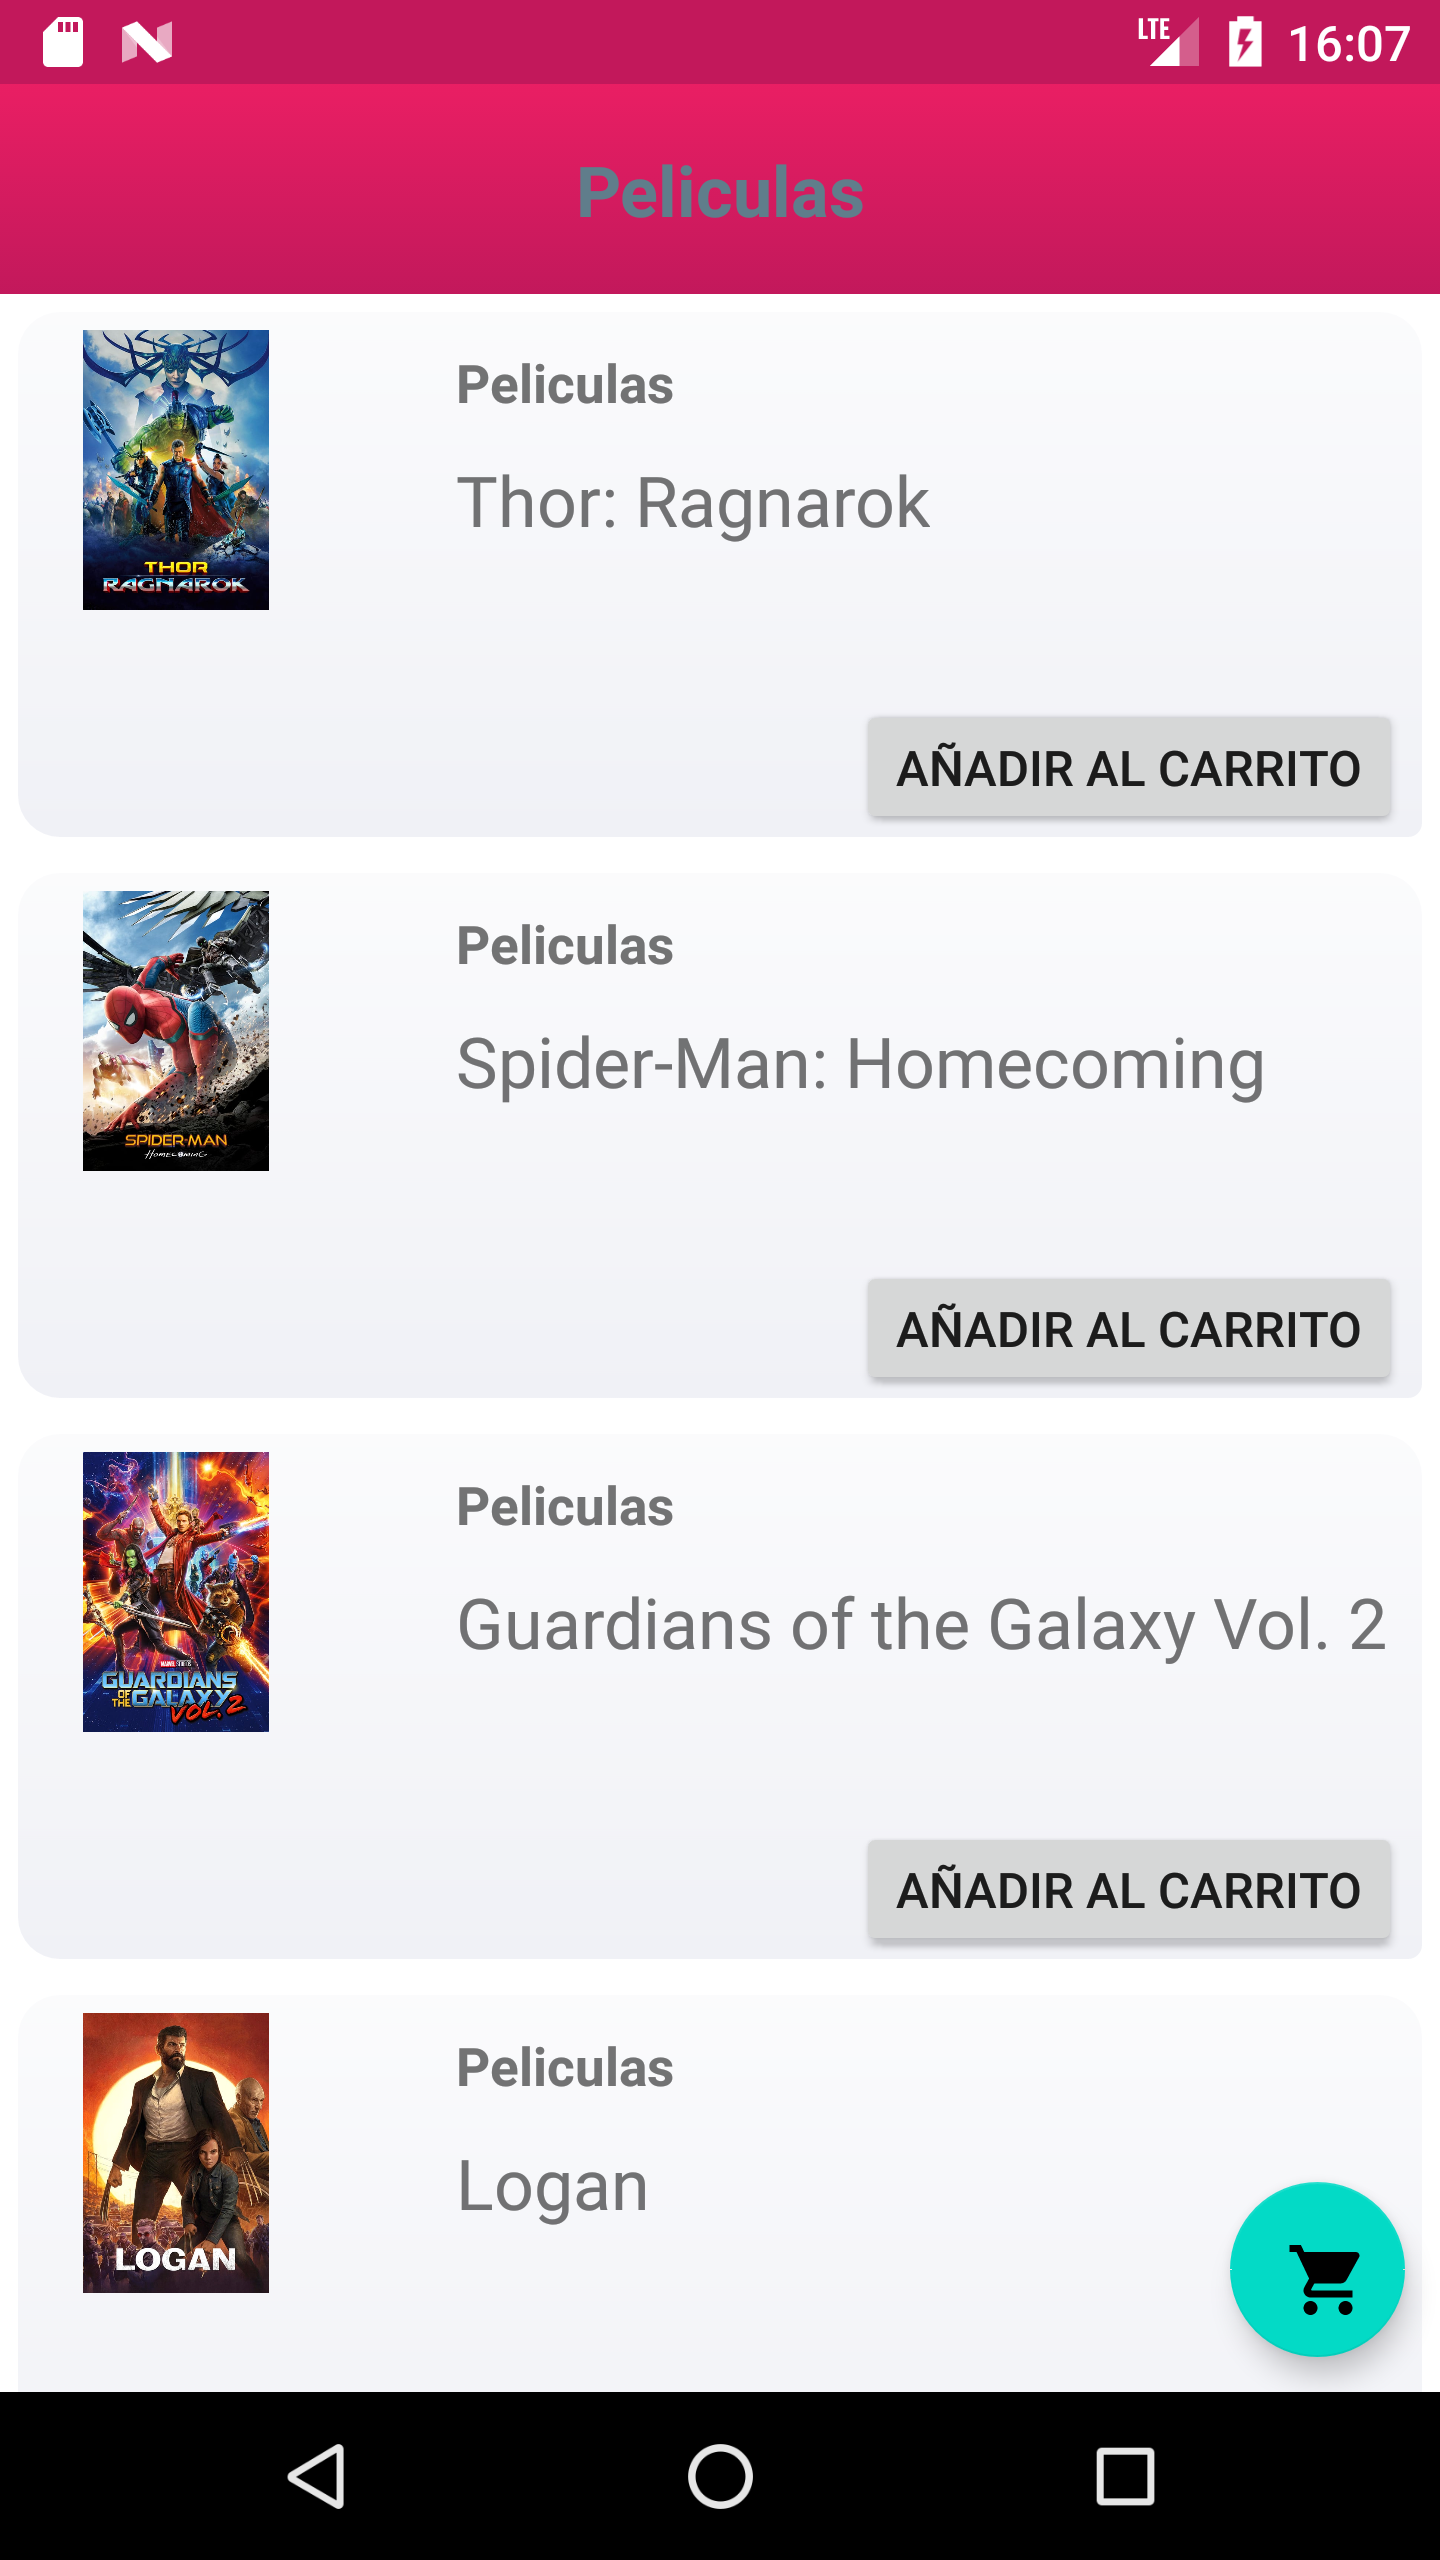 LTE 16:07
Peliculas
THOR
RAGNAROK
Peliculas
Thor: Ragnarok
AÑADIR AL CARRITO
SPIDER-MAN
HOMECOMING
Peliculas
Spider-Man: Homecoming
AÑADIR AL CARRITO
MARVEL STUDIOS
GUARDIANS
OF THE GALAXY
VOL. 2
Peliculas
Guardians of the Galaxy Vol. 2
AÑADIR AL CARRITO
LOGAN
Peliculas
Logan